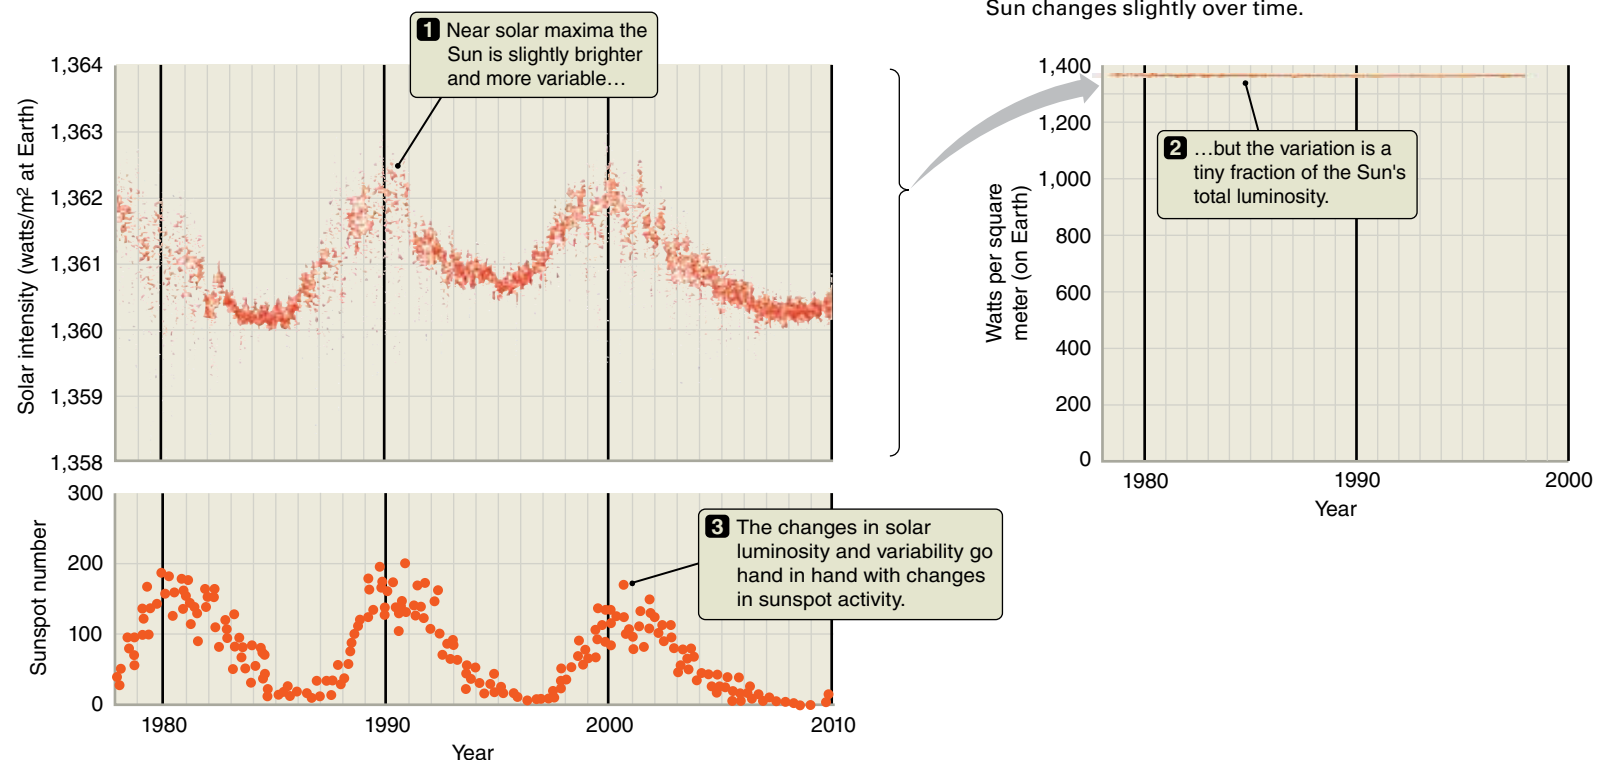 Sun changes slightly over time.
1 Near solar maxima the
Sun is slightly brighter
and more variable…
1,364
1,363
1,362
1,361
1,360
1,359
1,358
Solar intensity (watts/m² at Earth)
1,400
1,200
1,000
800
600
400
200
0
Watts per square
meter (on Earth)
2 …but the variation is a
tiny fraction of the Sun's
total luminosity.
1980
1990
2000
Year
300
200
100
0
Sunspot number
3 The changes in solar
luminosity and variability go
hand in hand with changes
in sunspot activity.
1980
1990
2000
2010
Year